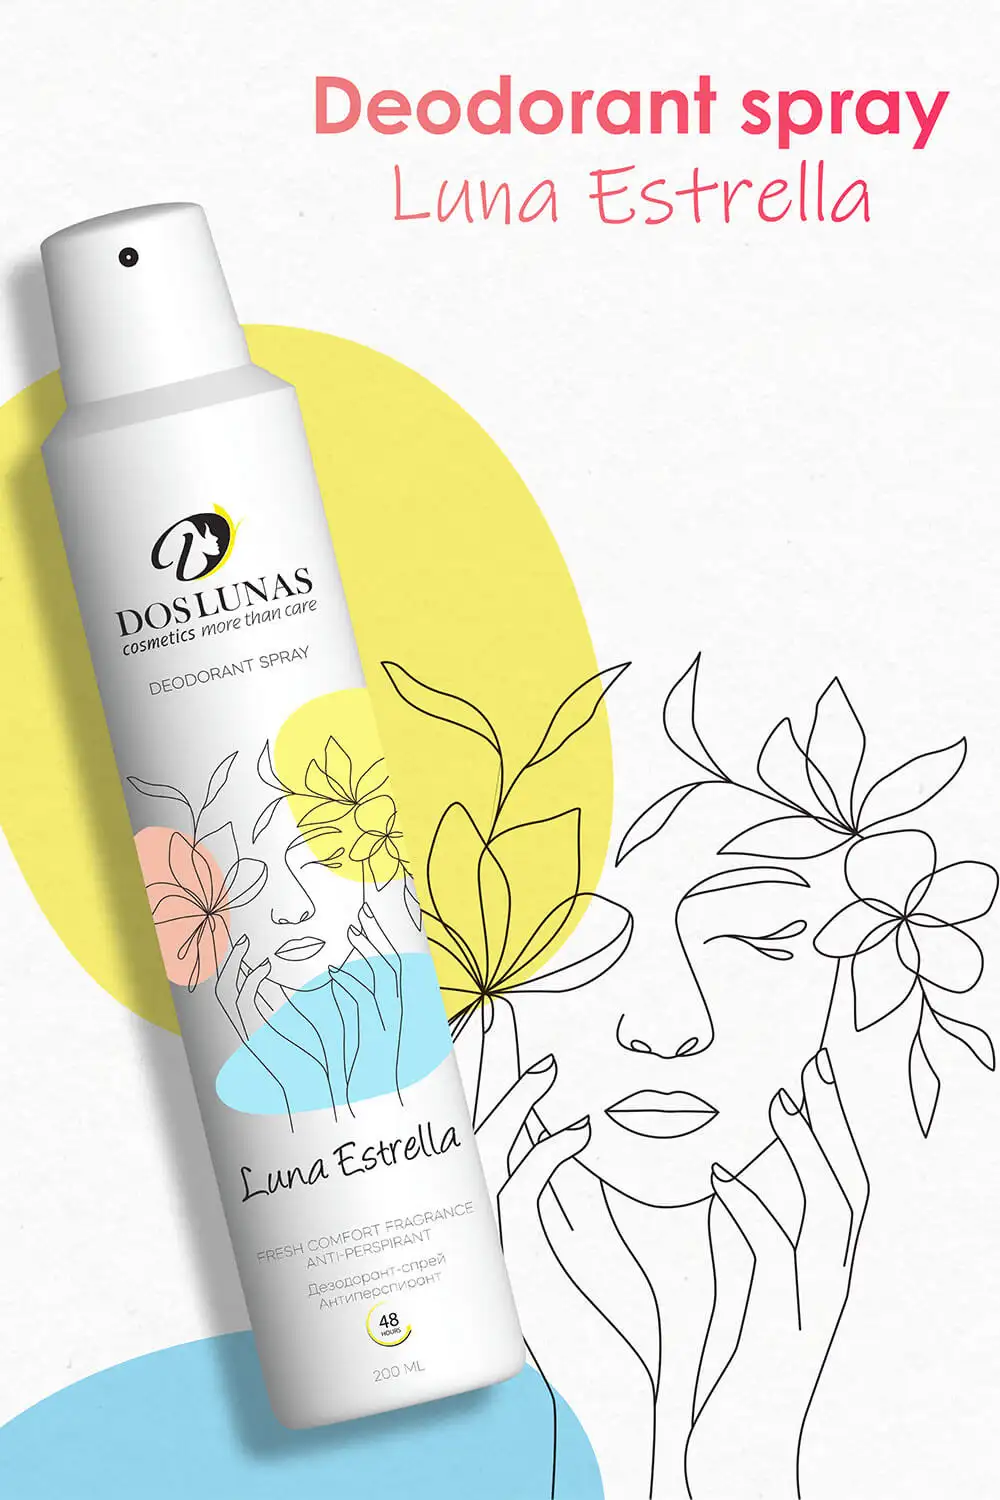 Deodorant spray
Luna Estrella
DOS LUNAS
cosmetics more than care
DEODORANT SPRAY
Luna Estrella
FRESH COMFORT FRAGRANCE
ANTI-PERSPIRANT
Дезодорант-спрей
Антиперспирант
48
HOURS
200 ML